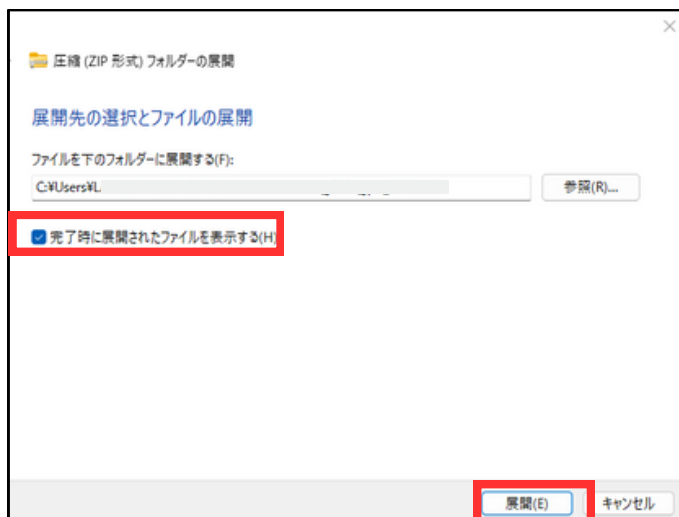 圧縮 (ZIP 形式) フォルダーの展開
展開先の選択とファイルの展開
ファイルを下のフォルダーに展開する(F):
C:¥Users¥L
参照(R)...
完了時に展開されたファイルを表示する(H)
展開(E)
キャンセル